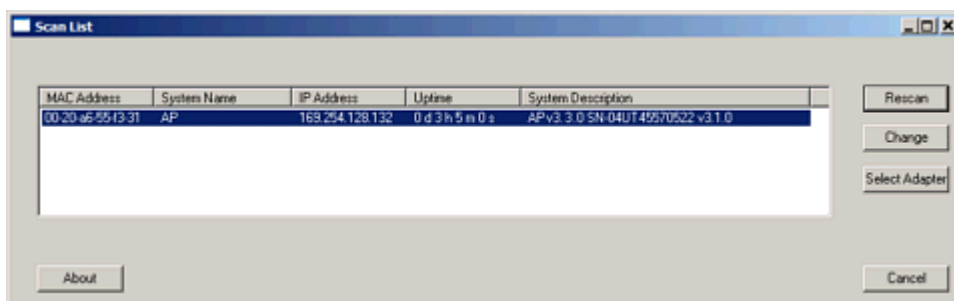 Scan List
MAC Address System Name IP Address Uptime System Description
00-20-a6-55-f3-31 AP 169.254.128.132 0 d 3 h 5 m 0 s AP v3.3.0 SN-04UT45570522 v3.1.0
Rescan
Change
Select Adapter
About
Cancel